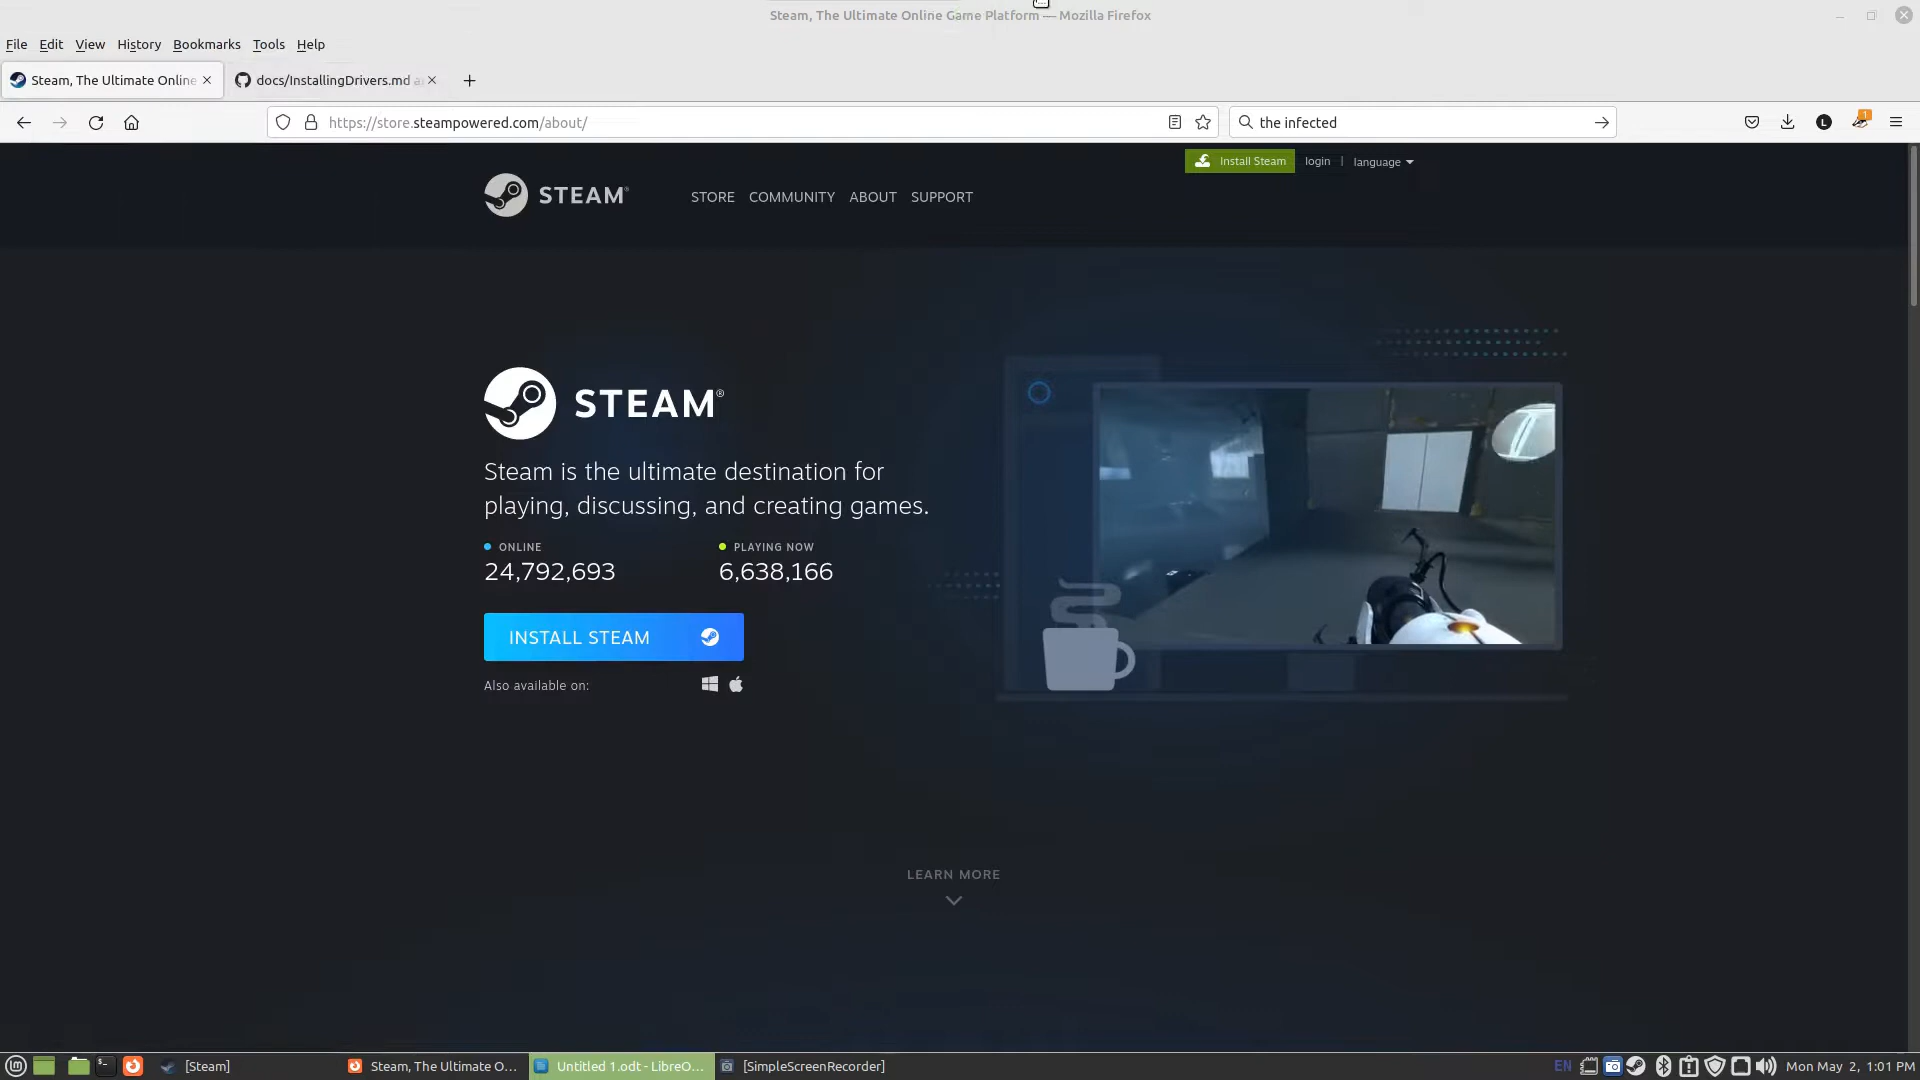 Steam, The Ultimate Online Game Platform — Mozilla Firefox
File Edit View History Bookmarks Tools Help
Steam, The Ultimate Online
docs/InstallingDrivers.md
https://store.steampowered.com/about/
the infected
L
1
Install Steam login | language
STEAM®
STORE COMMUNITY ABOUT SUPPORT
STEAM®
Steam is the ultimate destination for
playing, discussing, and creating games.
ONLINE
24,792,693
PLAYING NOW
6,638,166
INSTALL STEAM
Also available on:
LEARN MORE
[Steam]
Steam, The Ultimate O...
Untitled 1.odt - LibreO...
[SimpleScreenRecorder]
EN
Mon May 2, 1:01 PM